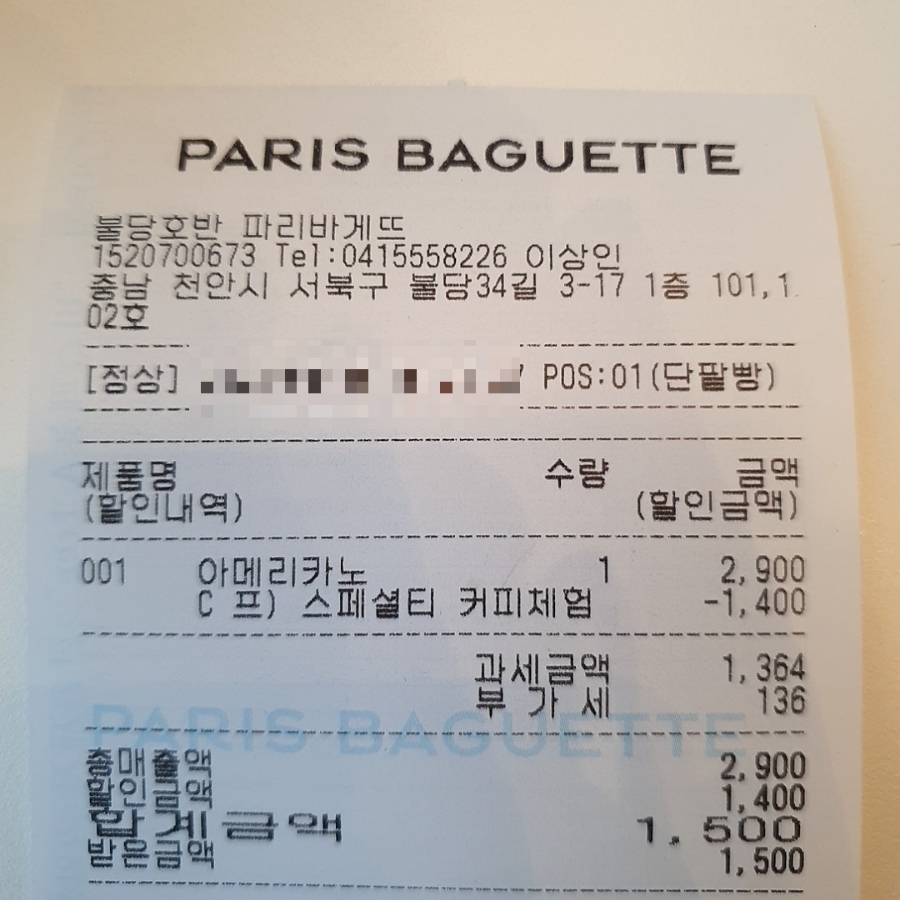 PARIS BAGUETTE
불당호반 파리바게뜨
1520700673 Tel:0415558226 이상인
충남 천안시 서북구 불당34길 3-17 1층 101,1
02호
[정상] POS:01(단팥빵)
제품명 수량 금액
(할인내역) (할인금액)
001 아메리카노 1 2,900
C 프) 스페셜티 커피체험 -1,400
과세금액 1,364
부 가 세 136
PARIS BAGUETTE
총매출액 2,900
할인금액 1,400
합계금액 1,500
받은금액 1,500